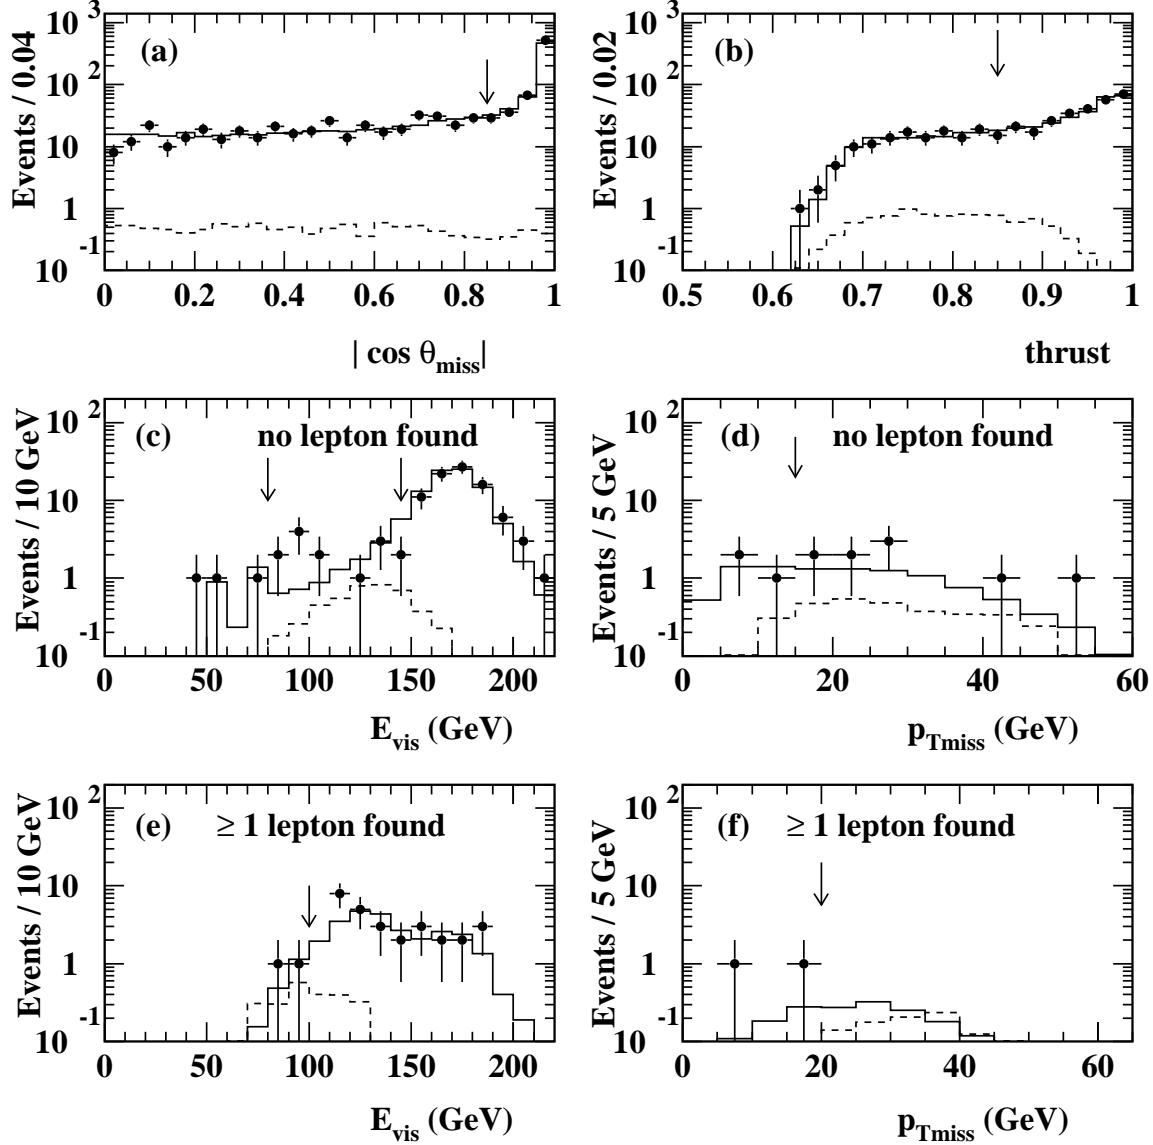 (a)
Events / 0.04
10 3
10 2
10
1
10 -1
0 0.2 0.4 0.6 0.8 1
| cos θmiss|
(b)
Events / 0.02
10 3
10 2
10
1
10 -1
0.5 0.6 0.7 0.8 0.9 1
thrust
(c) no lepton found
Events / 10 GeV
10 2
10
1
10 -1
0 50 100 150 200
Evis (GeV)
(d) no lepton found
Events / 5 GeV
10 2
10
1
10 -1
0 20 40 60
pTmiss (GeV)
(e) ≥ 1 lepton found
Events / 10 GeV
10 2
10
1
10 -1
0 50 100 150 200
Evis (GeV)
(f) ≥ 1 lepton found
Events / 5 GeV
10 2
10
1
10 -1
0 20 40 60
pTmiss (GeV)